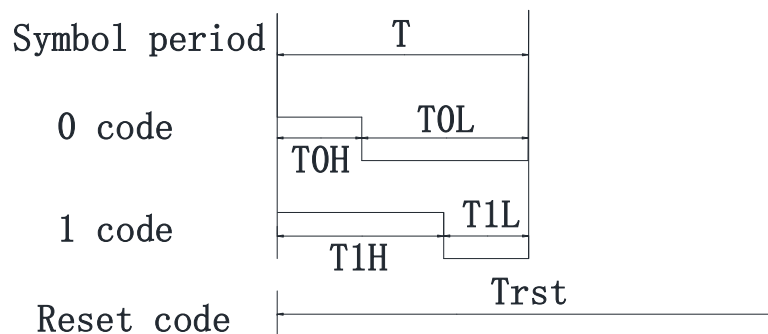 Symbol period T
0 code T0H T0L
1 code T1H T1L
Reset code Trst